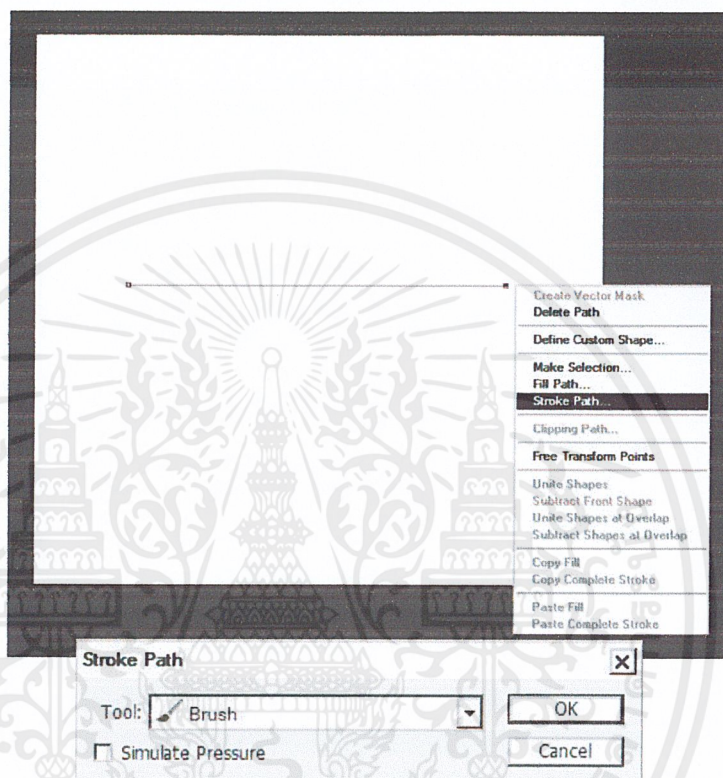 Create Vector Mask
Delete Path
Define Custom Shape...
Make Selection...
Fill Path...
Stroke Path...
Clipping Path...
Free Transform Points
Unite Shapes
Subtract Front Shape
Unite Shapes at Overlap
Subtract Shapes at Overlap
Copy Fill
Copy Complete Stroke
Paste Fill
Paste Complete Stroke
Stroke Path
Tool: Brush
OK
Simulate Pressure
Cancel